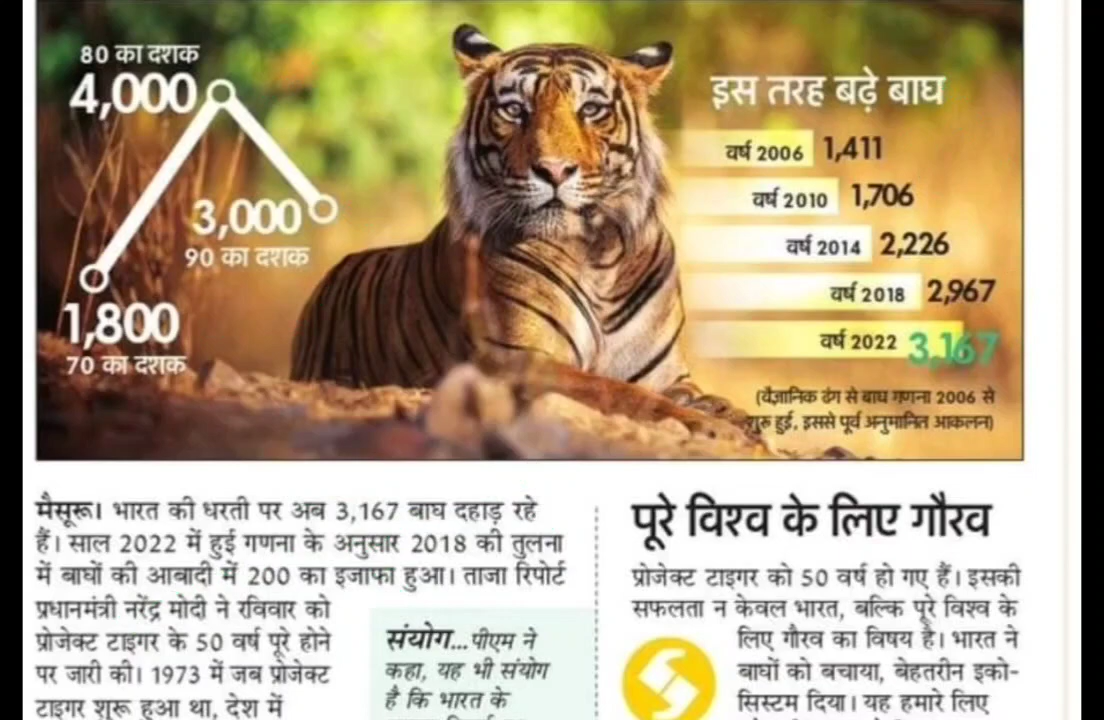 80 का दशक
4,000
3,000
90 का दशक
1,800
70 का दशक
इस तरह बढ़े बाघ
वर्ष 2006 1,411
वर्ष 2010 1,706
वर्ष 2014 2,226
वर्ष 2018 2,967
वर्ष 2022 3,167
(वैज्ञानिक ढंग से बाघ गणना 2006 से
शुरू हुई, इससे पूर्व अनुमानित आकलन)
मैसूरू। भारत की धरती पर अब 3,167 बाघ दहाड़ रहे
हैं। साल 2022 में हुई गणना के अनुसार 2018 की तुलना
में बाघों की आबादी में 200 का इजाफा हुआ। ताजा रिपोर्ट
प्रधानमंत्री नरेंद्र मोदी ने रविवार को
प्रोजेक्ट टाइगर के 50 वर्ष पूरे होने
पर जारी की। 1973 में जब प्रोजेक्ट
टाइगर शुरू हुआ था, देश में
संयोग...पीएम ने
कहा, यह भी संयोग
है कि भारत के
पूरे विश्व के लिए गौरव
प्रोजेक्ट टाइगर को 50 वर्ष हो गए हैं। इसकी
सफलता न केवल भारत, बल्कि पूरे विश्व के
लिए गौरव का विषय है। भारत ने
बाघों को बचाया, बेहतरीन इको-
सिस्टम दिया। यह हमारे लिए